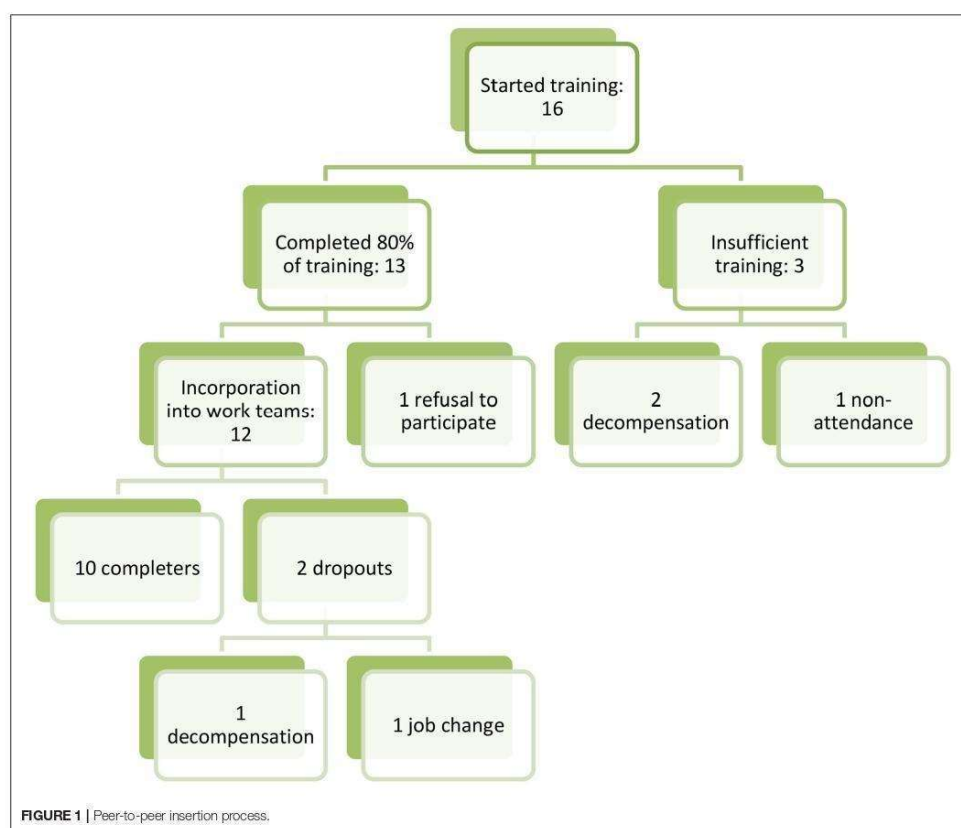 Started training:
16
Completed 80%
of training: 13
Insufficient
training: 3
Incorporation
into work teams:
12
1 refusal to
participate
2
decompensation
1 non-
attendance
10 completers
2 dropouts
1
decompensation
1 job change
FIGURE 1 | Peer-to-peer insertion process.